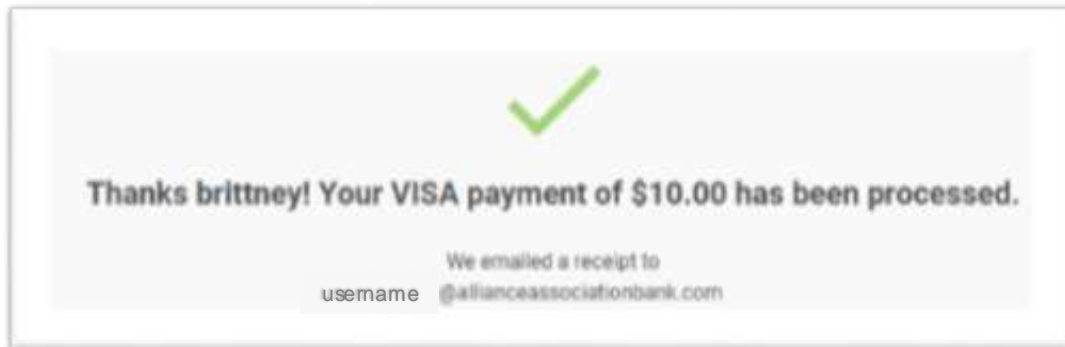 Thanks brittney! Your VISA payment of $10.00 has been processed.
We emailed a receipt to
username @allianceassociationbank.com